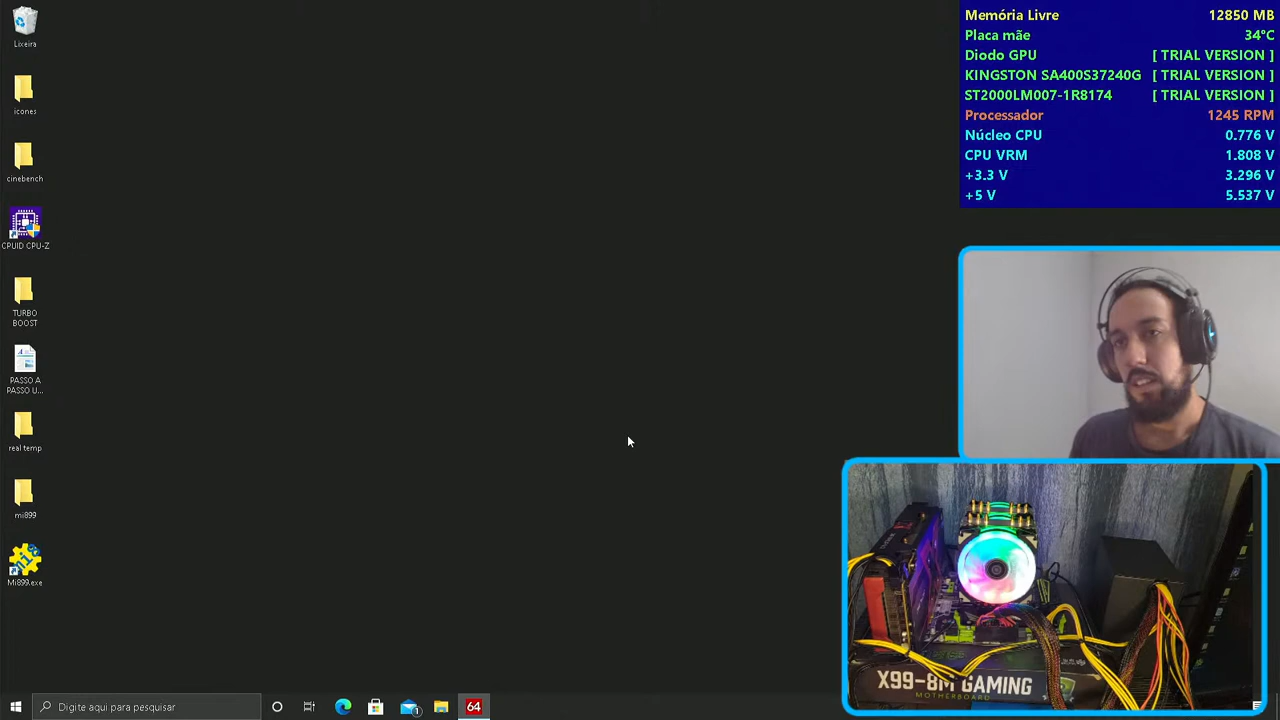 Lixeira
icones
cinebench
CPUID CPU-Z
TURBO
BOOST
PASSO A
PASSO U...
real temp
mi899
Mi899.exe
Memória Livre 12850 MB
Placa mãe 34°C
Diodo GPU [ TRIAL VERSION ]
KINGSTON SA400S37240G [ TRIAL VERSION ]
ST2000LM007-1R8174 [ TRIAL VERSION ]
Processador 1245 RPM
Núcleo CPU 0.776 V
CPU VRM 1.808 V
+3.3 V 3.296 V
+5 V 5.537 V
X99-8M GAMING
MOTHERBOARD
Digite aqui para pesquisar
1
64